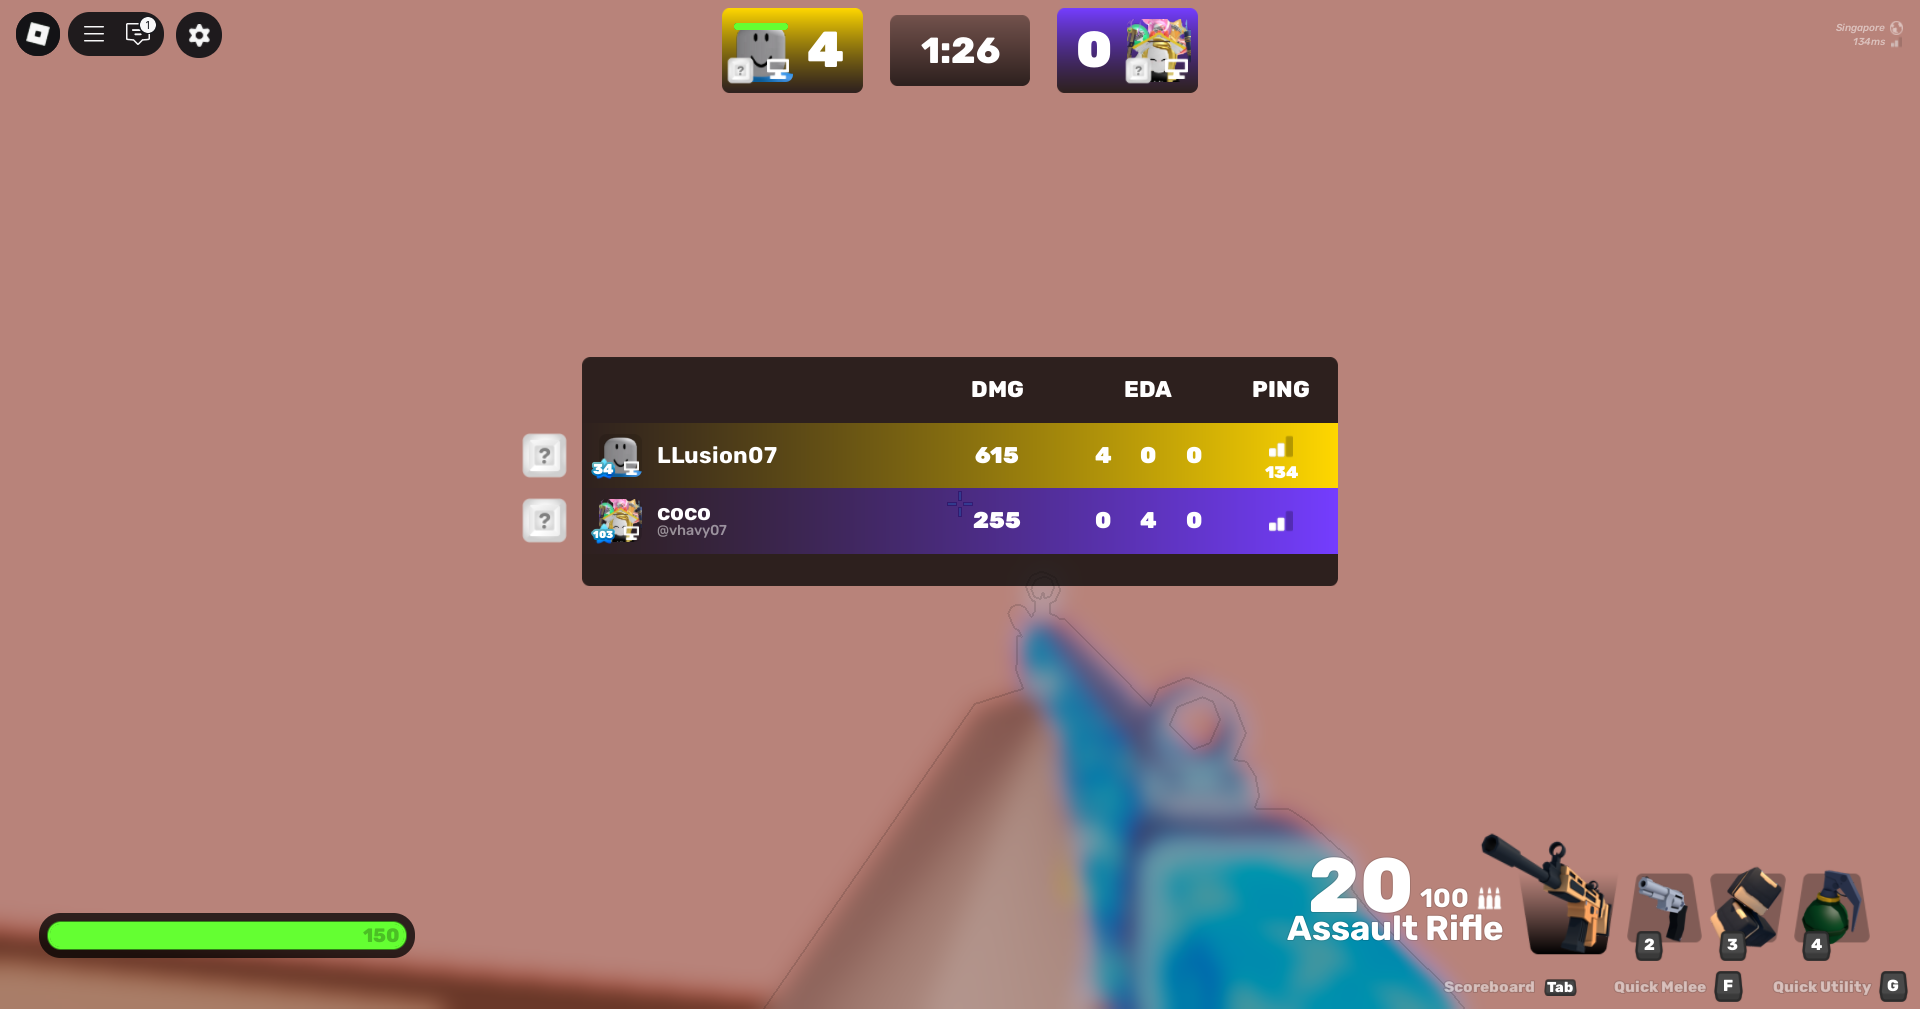 1
4
1:26
0
Singapore
134ms
DMG EDA PING
34 LLusion07 615 4 0 0 134
103 coco 255 0 4 0
@vhavy07
150
20 100
Assault Rifle
2 3 4
Scoreboard Tab Quick Melee F Quick Utility G